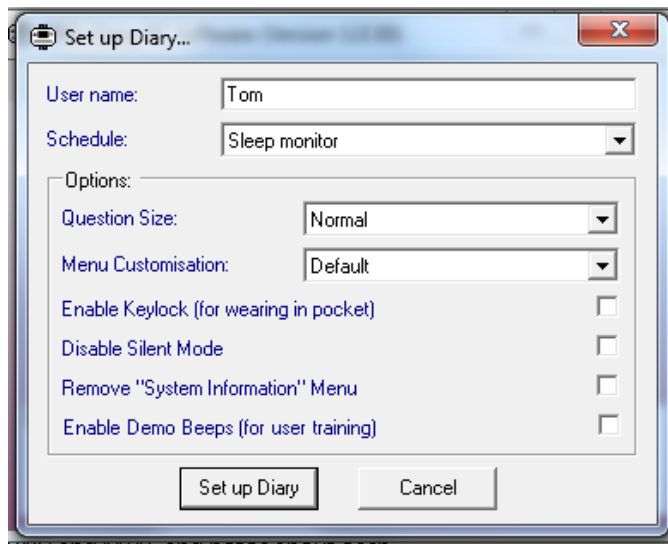 Set up Diary...
User name: Tom
Schedule: Sleep monitor
Options:
Question Size: Normal
Menu Customisation: Default
Enable Keylock (for wearing in pocket)
Disable Silent Mode
Remove "System Information" Menu
Enable Demo Beeps (for user training)
Set up Diary Cancel